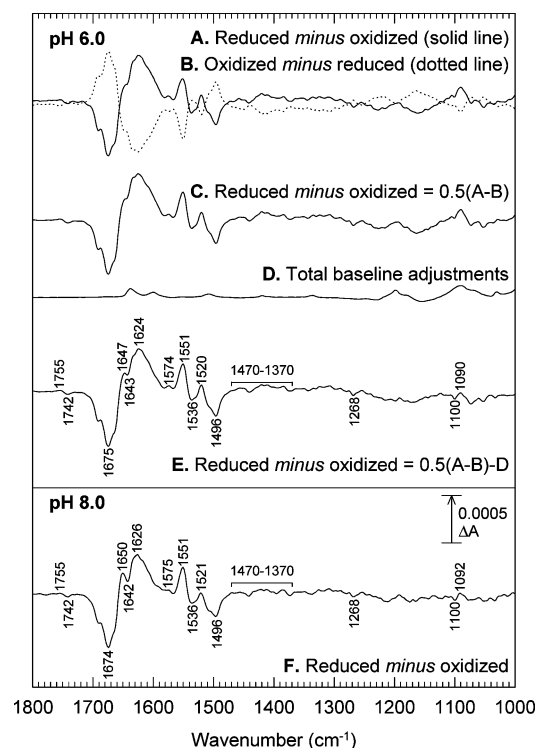 pH 6.0
A. Reduced minus oxidized (solid line)
B. Oxidized minus reduced (dotted line)
C. Reduced minus oxidized = 0.5(A-B)
D. Total baseline adjustments
1755
1742
1675
1647
1643
1624
1574
1551
1536
1520
1496
1470-1370
1268
1100
1090
E. Reduced minus oxidized = 0.5(A-B)-D
pH 8.0
0.0005
ΔA
1755
1742
1674
1650
1642
1626
1575
1551
1536
1521
1496
1470-1370
1268
1100
1092
F. Reduced minus oxidized
1800 1700 1600 1500 1400 1300 1200 1100 1000
Wavenumber (cm⁻¹)